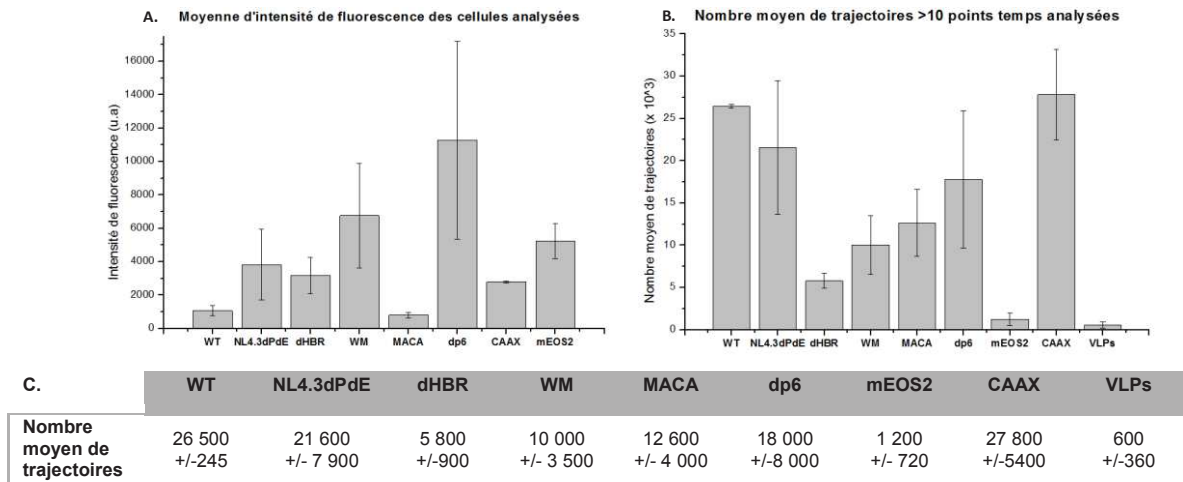 A. Moyenne d'intensité de fluorescence des cellules analysées
Intensité de fluorescence (u.a)
16000
14000
12000
10000
8000
6000
4000
2000
0
WT NL4.3dPdE dHBR WM MACA dp6 CAAX mEOS2
B. Nombre moyen de trajectoires >10 points temps analysées
Nombre moyen de trajectoires (x 10^3)
35
30
25
20
15
10
5
0
WT NL4.3dPdE dHBR WM MACA dp6 mEOS2 CAAX VLPs
C. WT NL4.3dPdE dHBR WM MACA dp6 mEOS2 CAAX VLPs
Nombre
moyen de
trajectoires
26 500 21 600 5 800 10 000 12 600 18 000 1 200 27 800 600
+/-245 +/- 7 900 +/-900 +/- 3 500 +/- 4 000 +/-8 000 +/- 720 +/-5400 +/-360